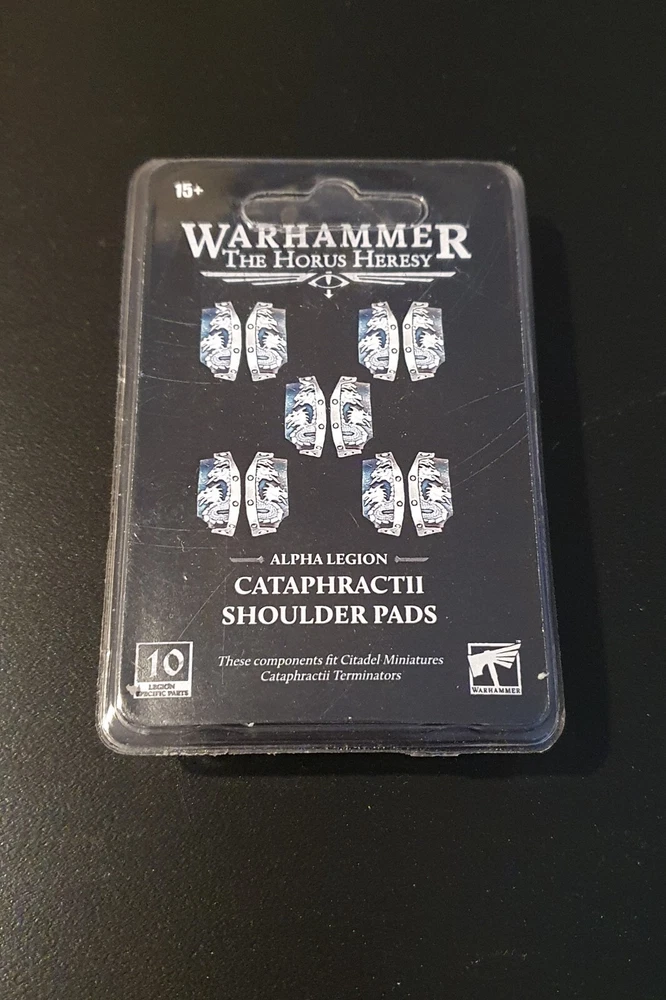 15+
WARHAMMER
THE HORUS HERESY
ALPHA LEGION
CATAPHRACTII
SHOULDER PADS
10
LEGION
SPECIFIC PARTS
These components fit Citadel Miniatures
Cataphractii Terminators
WARHAMMER